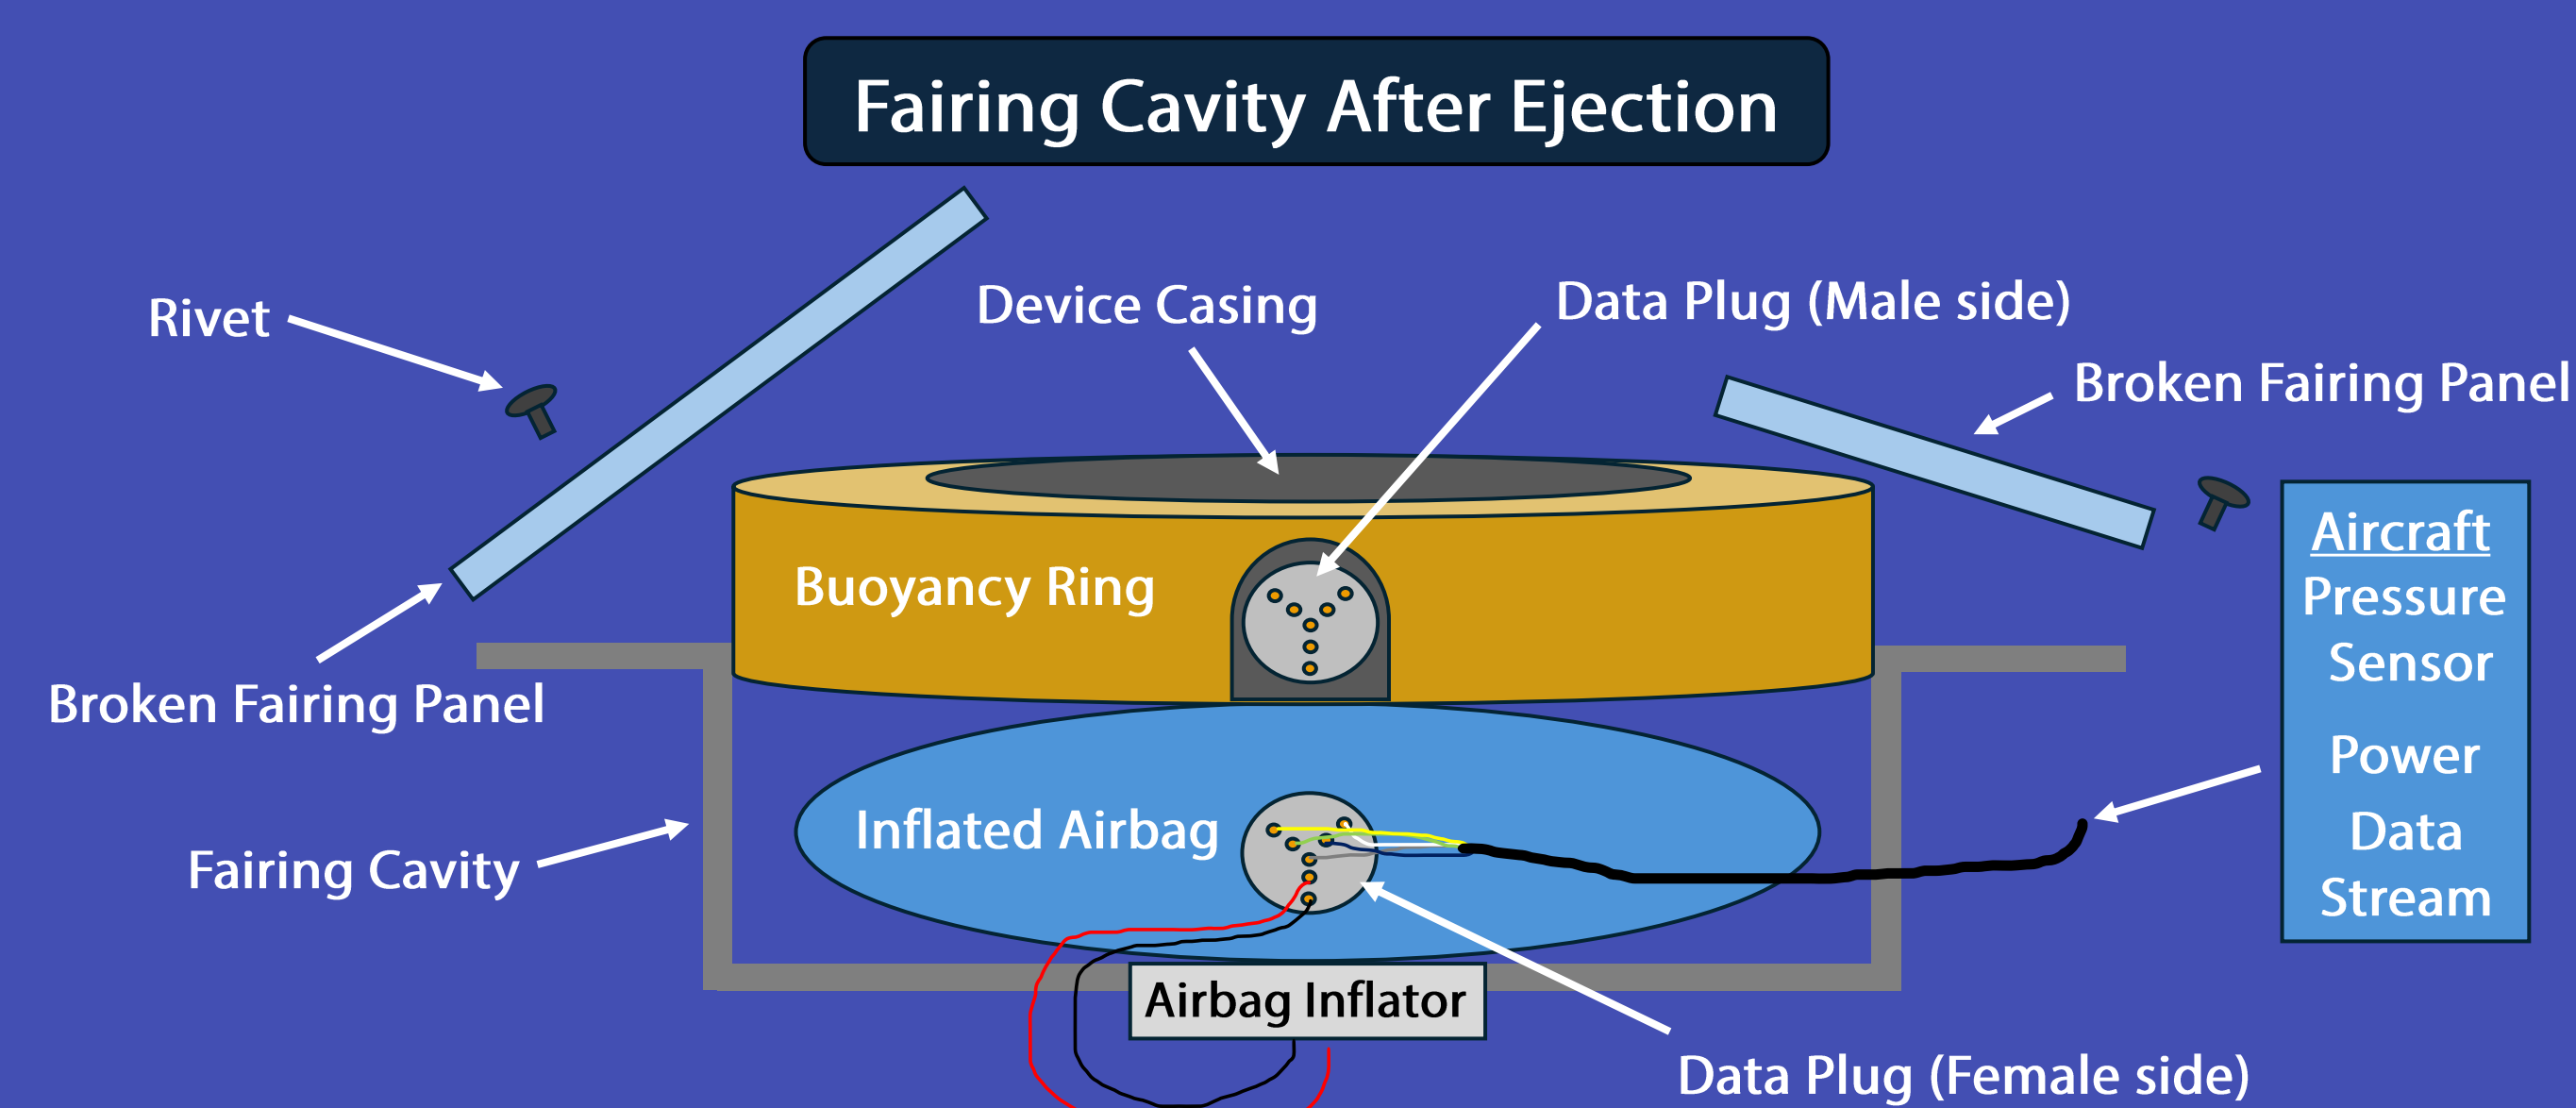 Fairing Cavity After Ejection
Rivet
Device Casing
Data Plug (Male side)
Broken Fairing Panel
Buoyancy Ring
Broken Fairing Panel
Aircraft
Pressure
Sensor
Power
Data
Stream
Inflated Airbag
Fairing Cavity
Airbag Inflator
Data Plug (Female side)